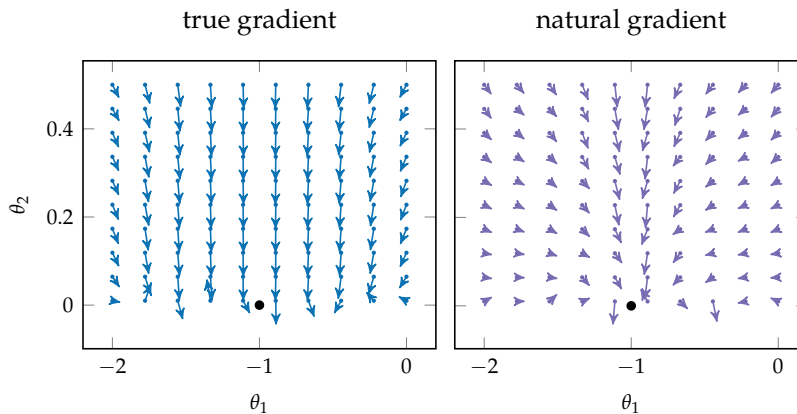 true gradient
natural gradient
θ₂
0.4
0.2
0
−2
−1
0
−2
−1
0
θ₁
θ₁